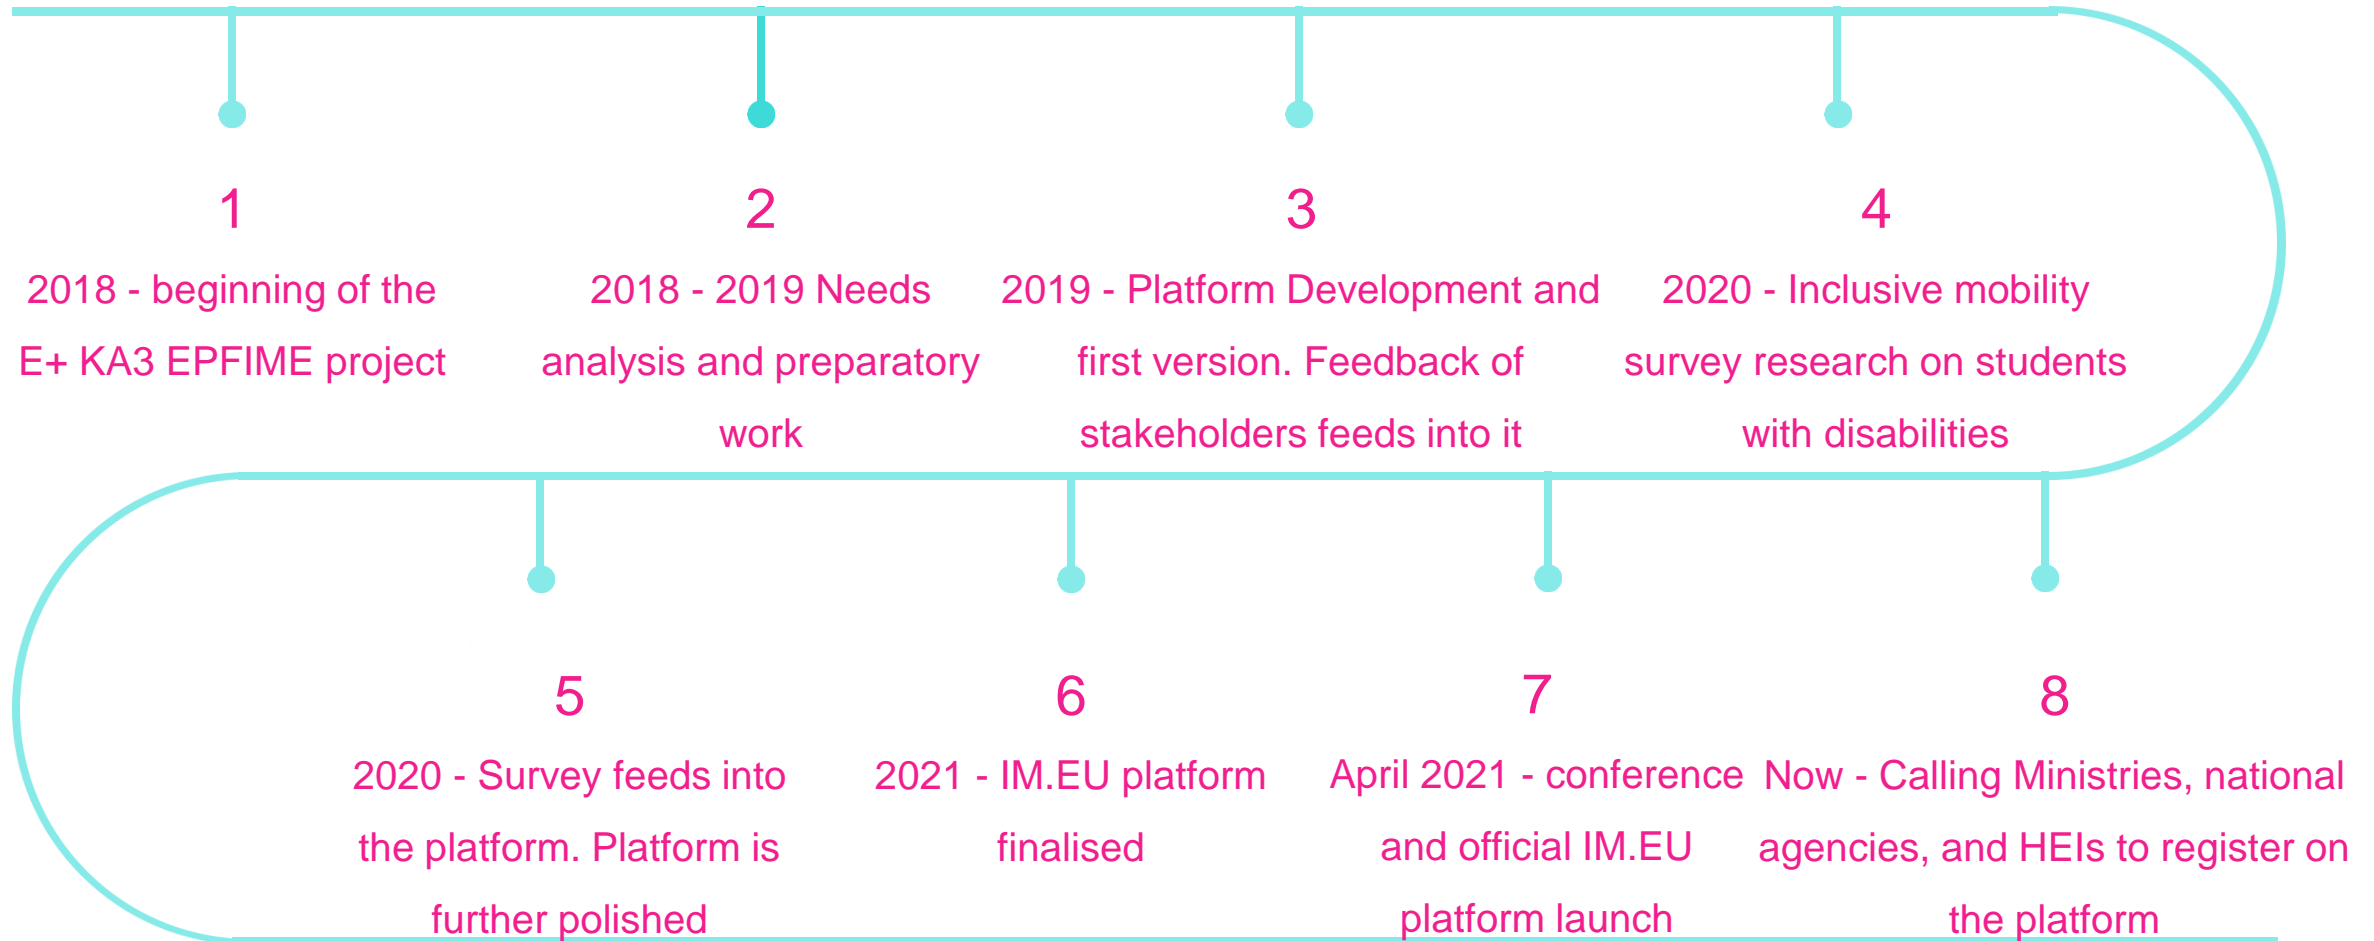 1
2018 - beginning of the
E+ KA3 EPFIME project
2
2018 - 2019 Needs
analysis and preparatory
work
3
2019 - Platform Development and
first version. Feedback of
stakeholders feeds into it
4
2020 - Inclusive mobility
survey research on students
with disabilities
5
2020 - Survey feeds into
the platform. Platform is
further polished
6
2021 - IM.EU platform
finalised
7
April 2021 - conference
and official IM.EU
platform launch
8
Now - Calling Ministries, national
agencies, and HEIs to register on
the platform